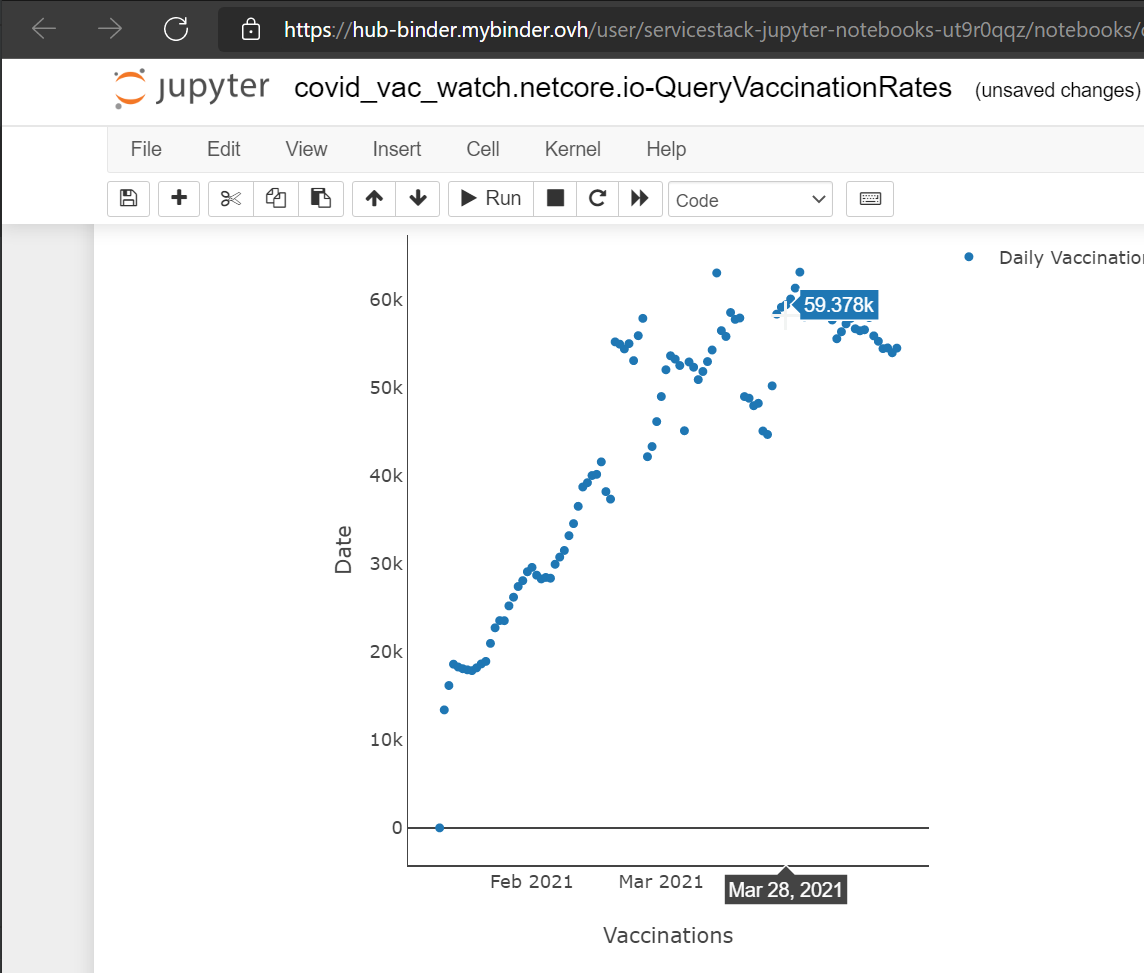 https://hub-binder.mybinder.ovh/user/servicestack-jupyter-notebooks-ut9r0qqz/notebooks/
jupyter covid_vac_watch.netcore.io-QueryVaccinationRates (unsaved changes)
File Edit View Insert Cell Kernel Help
Run Code
Daily Vaccination
60k
59.378k
50k
40k
Date
30k
20k
10k
0
Feb 2021 Mar 2021 Mar 28, 2021
Vaccinations